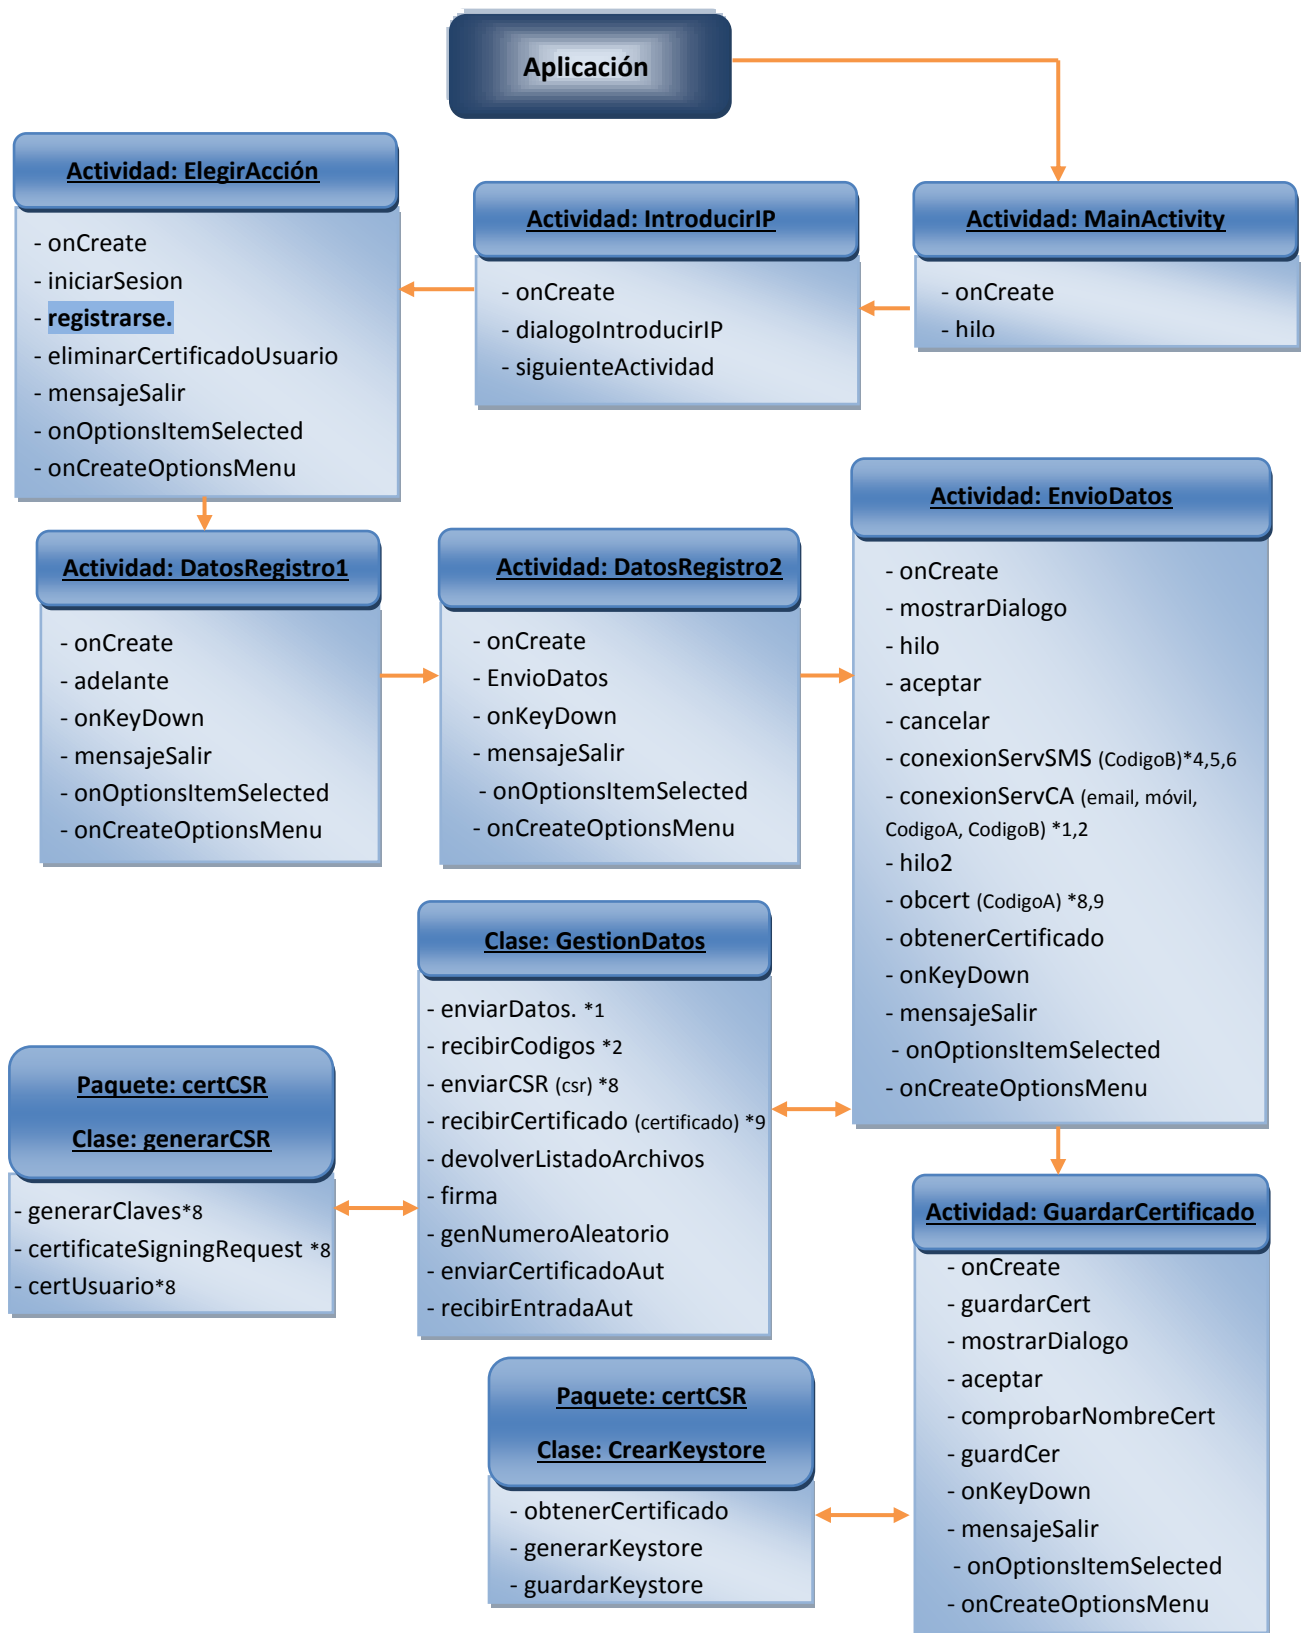 Aplicación
Actividad: ElegirAcción
- onCreate
- iniciarSesion
- registrarse.
- eliminarCertificadoUsuario
- mensajeSalir
- onOptionsItemSelected
- onCreateOptionsMenu
Actividad: IntroducirIP
- onCreate
- dialogoIntroducirIP
- siguienteActividad
Actividad: MainActivity
- onCreate
- hilo
Actividad: DatosRegistro1
- onCreate
- adelante
- onKeyDown
- mensajeSalir
- onOptionsItemSelected
- onCreateOptionsMenu
Actividad: DatosRegistro2
- onCreate
- EnvioDatos
- onKeyDown
- mensajeSalir
- onOptionsItemSelected
- onCreateOptionsMenu
Actividad: EnvioDatos
- onCreate
- mostrarDialogo
- hilo
- aceptar
- cancelar
- conexionServSMS (CodigoB)*4,5,6
- conexionServCA (email, móvil,
CodigoA, CodigoB) *1,2
- hilo2
- obcert (CodigoA) *8,9
- obtenerCertificado
- onKeyDown
- mensajeSalir
- onOptionsItemSelected
- onCreateOptionsMenu
Clase: GestionDatos
- enviarDatos. *1
- recibirCodigos *2
- enviarCSR (csr) *8
- recibirCertificado (certificado) *9
- devolverListadoArchivos
- firma
- genNumeroAleatorio
- enviarCertificadoAut
- recibirEntradaAut
Paquete: certCSR
Clase: generarCSR
- generarClaves*8
- certificateSigningRequest *8
- certUsuario*8
Actividad: GuardarCertificado
- onCreate
- guardarCert
- mostrarDialogo
- aceptar
- comprobarNombreCert
- guardCer
- onKeyDown
- mensajeSalir
- onOptionsItemSelected
- onCreateOptionsMenu
Paquete: certCSR
Clase: CrearKeystore
- obtenerCertificado
- generarKeystore
- guardarKeystore